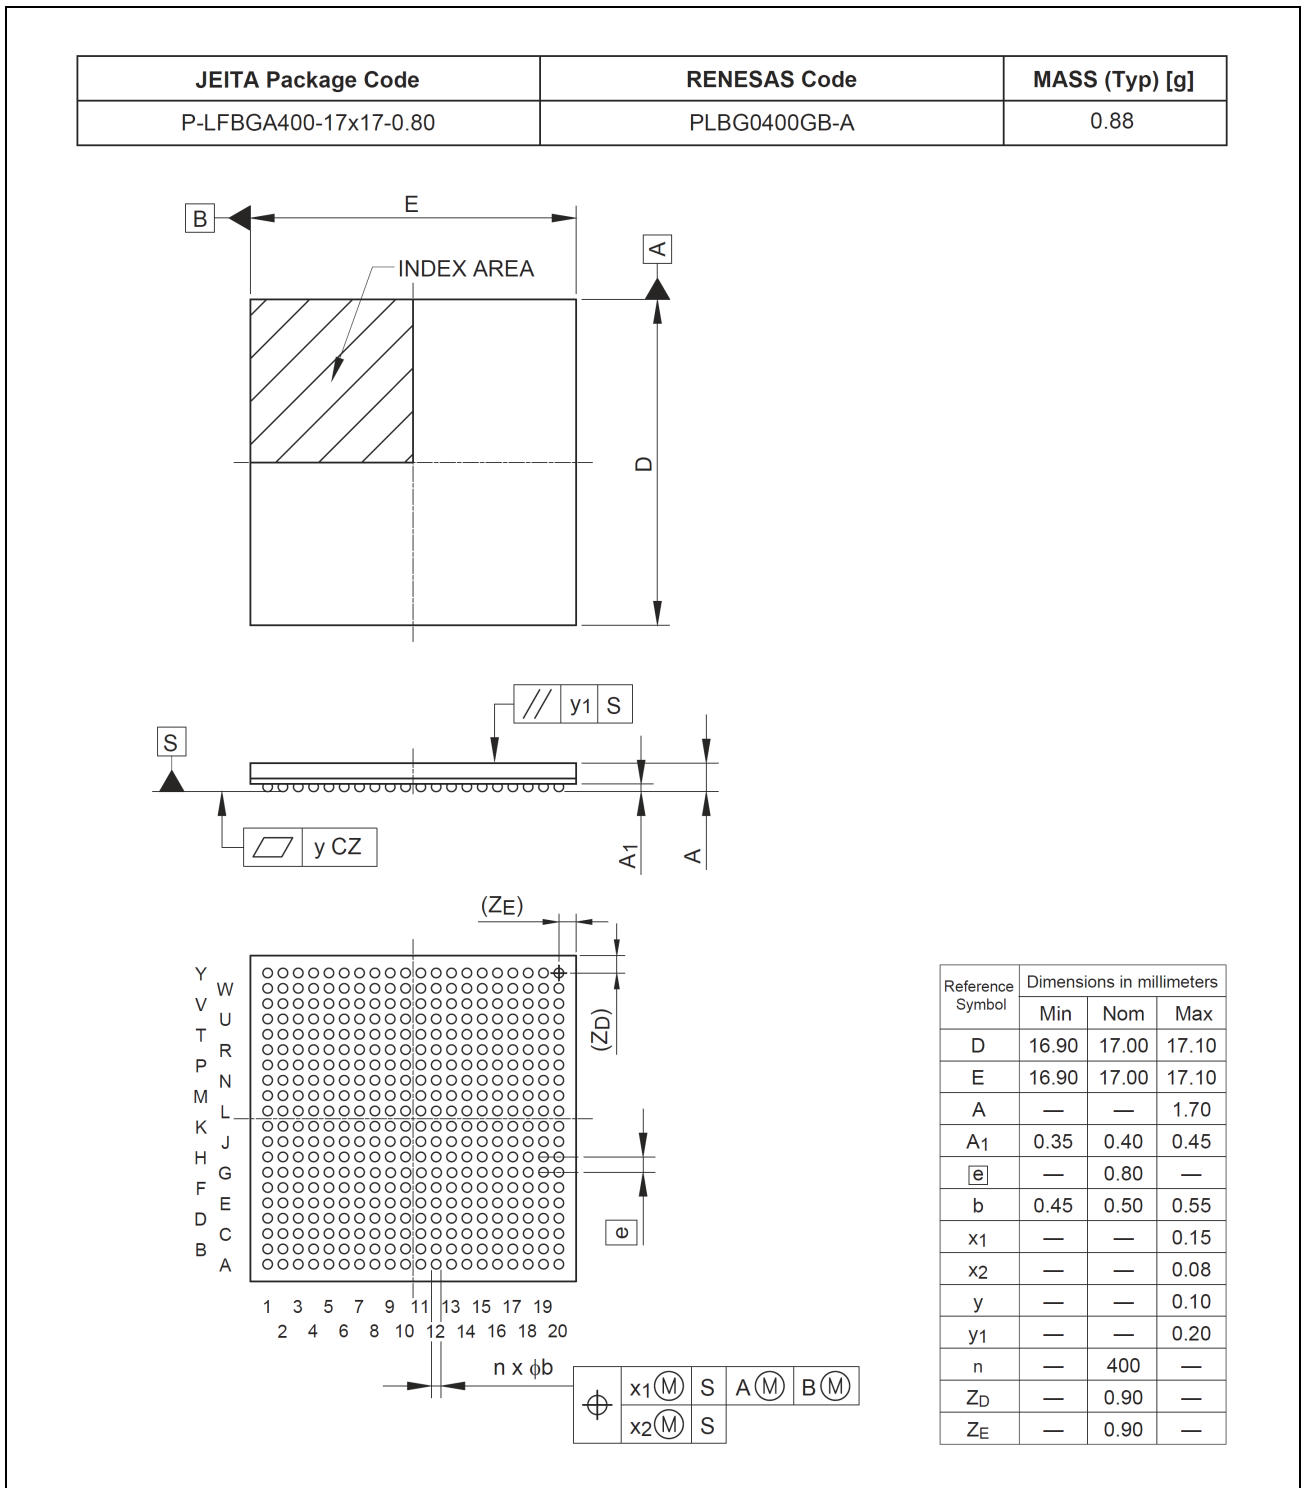 JEITA Package Code RENESAS Code MASS (Typ) [g]
P-LFBGA400-17x17-0.80 PLBG0400GB-A 0.88
B E
A
INDEX AREA
D
// y1 S
S
y CZ
A1 A
(ZE)
(ZD)
Y
W
V
U
T
R
P
N
M
L
K
J
H
G
F
E
D
C
B
A
e
1 3 5 7 9 11 13 15 17 19
2 4 6 8 10 12 14 16 18 20
n x ϕb
x1 Ⓜ S A Ⓜ B Ⓜ
x2 Ⓜ S
Reference Symbol Dimensions in millimeters
Min Nom Max
D 16.90 17.00 17.10
E 16.90 17.00 17.10
A — — 1.70
A1 0.35 0.40 0.45
e — 0.80 —
b 0.45 0.50 0.55
x1 — — 0.15
x2 — — 0.08
y — — 0.10
y1 — — 0.20
n — 400 —
ZD — 0.90 —
ZE — 0.90 —